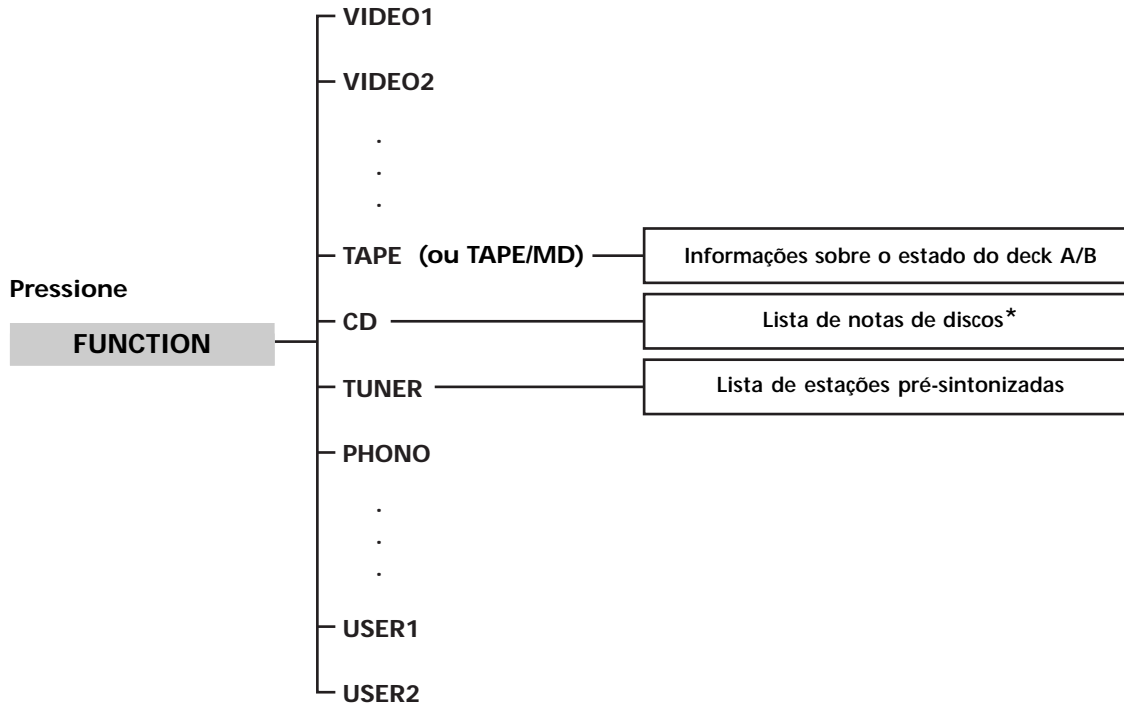 VIDEO1
VIDEO2
.
.
.
TAPE (ou TAPE/MD)
Informações sobre o estado do deck A/B
Pressione
FUNCTION
CD
Lista de notas de discos*
TUNER
Lista de estações pré-sintonizadas
PHONO
.
.
.
USER1
USER2